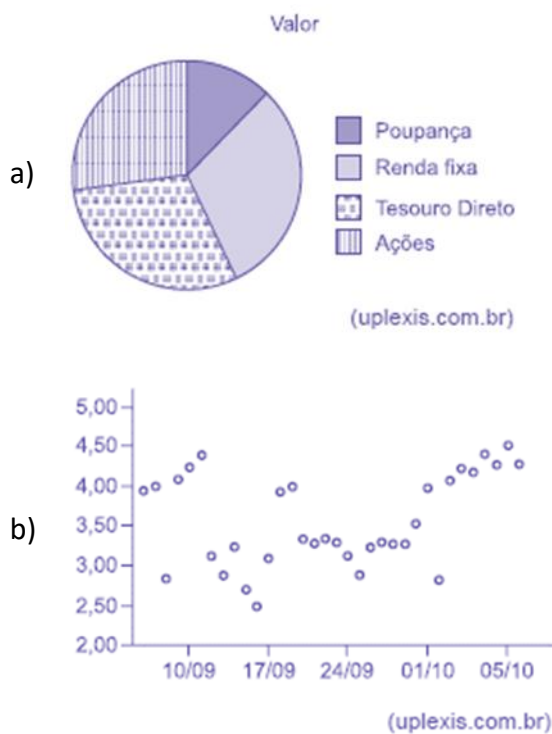 Valor
a)
Poupança
Renda fixa
Tesouro Direto
Ações
(uplexis.com.br)
b)
5,00
4,50
4,00
3,50
3,00
2,50
2,00
10/09 17/09 24/09 01/10 05/10
(uplexis.com.br)